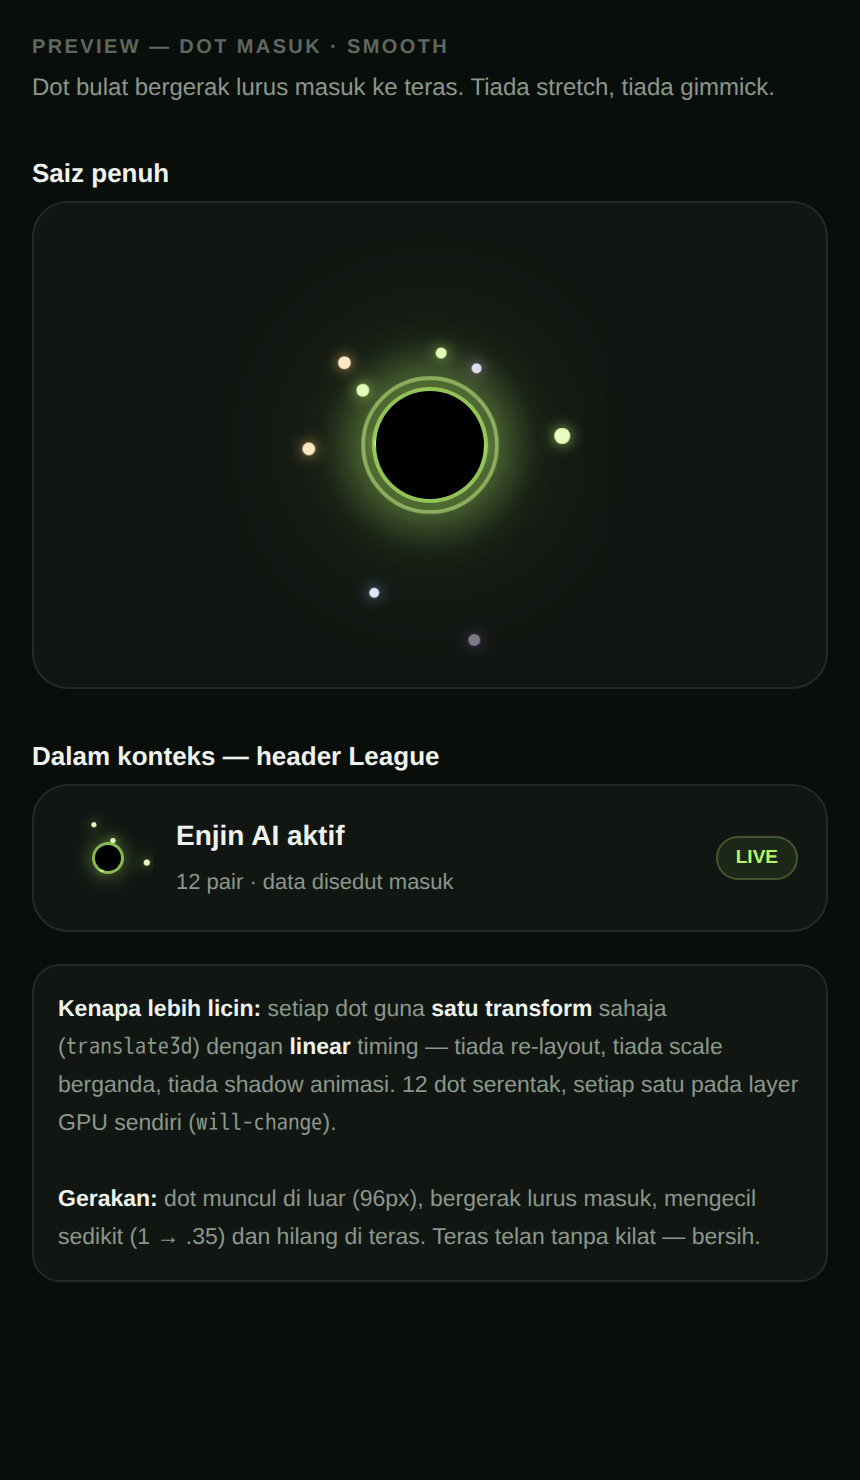 PREVIEW — DOT MASUK · SMOOTH
Dot bulat bergerak lurus masuk ke teras. Tiada stretch, tiada gimmick.
Saiz penuh
Dalam konteks — header League
Enjin AI aktif
12 pair · data disedut masuk
LIVE
Kenapa lebih licin: setiap dot guna satu transform sahaja
(translate3d) dengan linear timing — tiada re-layout, tiada scale
berganda, tiada shadow animasi. 12 dot serentak, setiap satu pada layer
GPU sendiri (will-change).
Gerakan: dot muncul di luar (96px), bergerak lurus masuk, mengecil
sedikit (1 → .35) dan hilang di teras. Teras telan tanpa kilat — bersih.